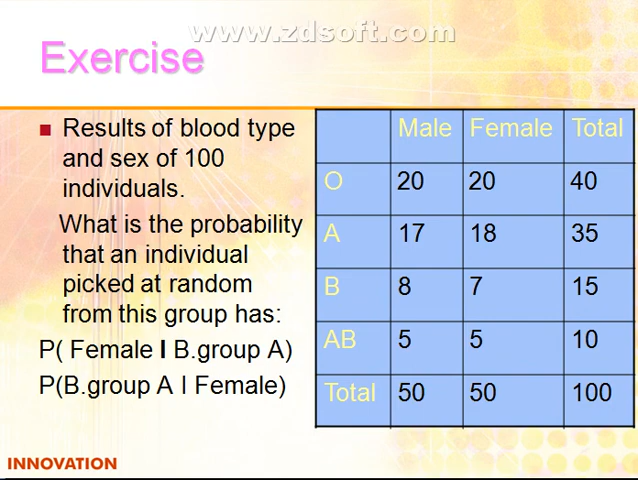 www.zdsoft.com
Exercise
Results of blood type
and sex of 100
individuals.
What is the probability
that an individual
picked at random
from this group has:
P( Female I B.group A)
P(B.group A I Female)
Male Female Total
O 20 20 40
A 17 18 35
B 8 7 15
AB 5 5 10
Total 50 50 100
INNOVATION